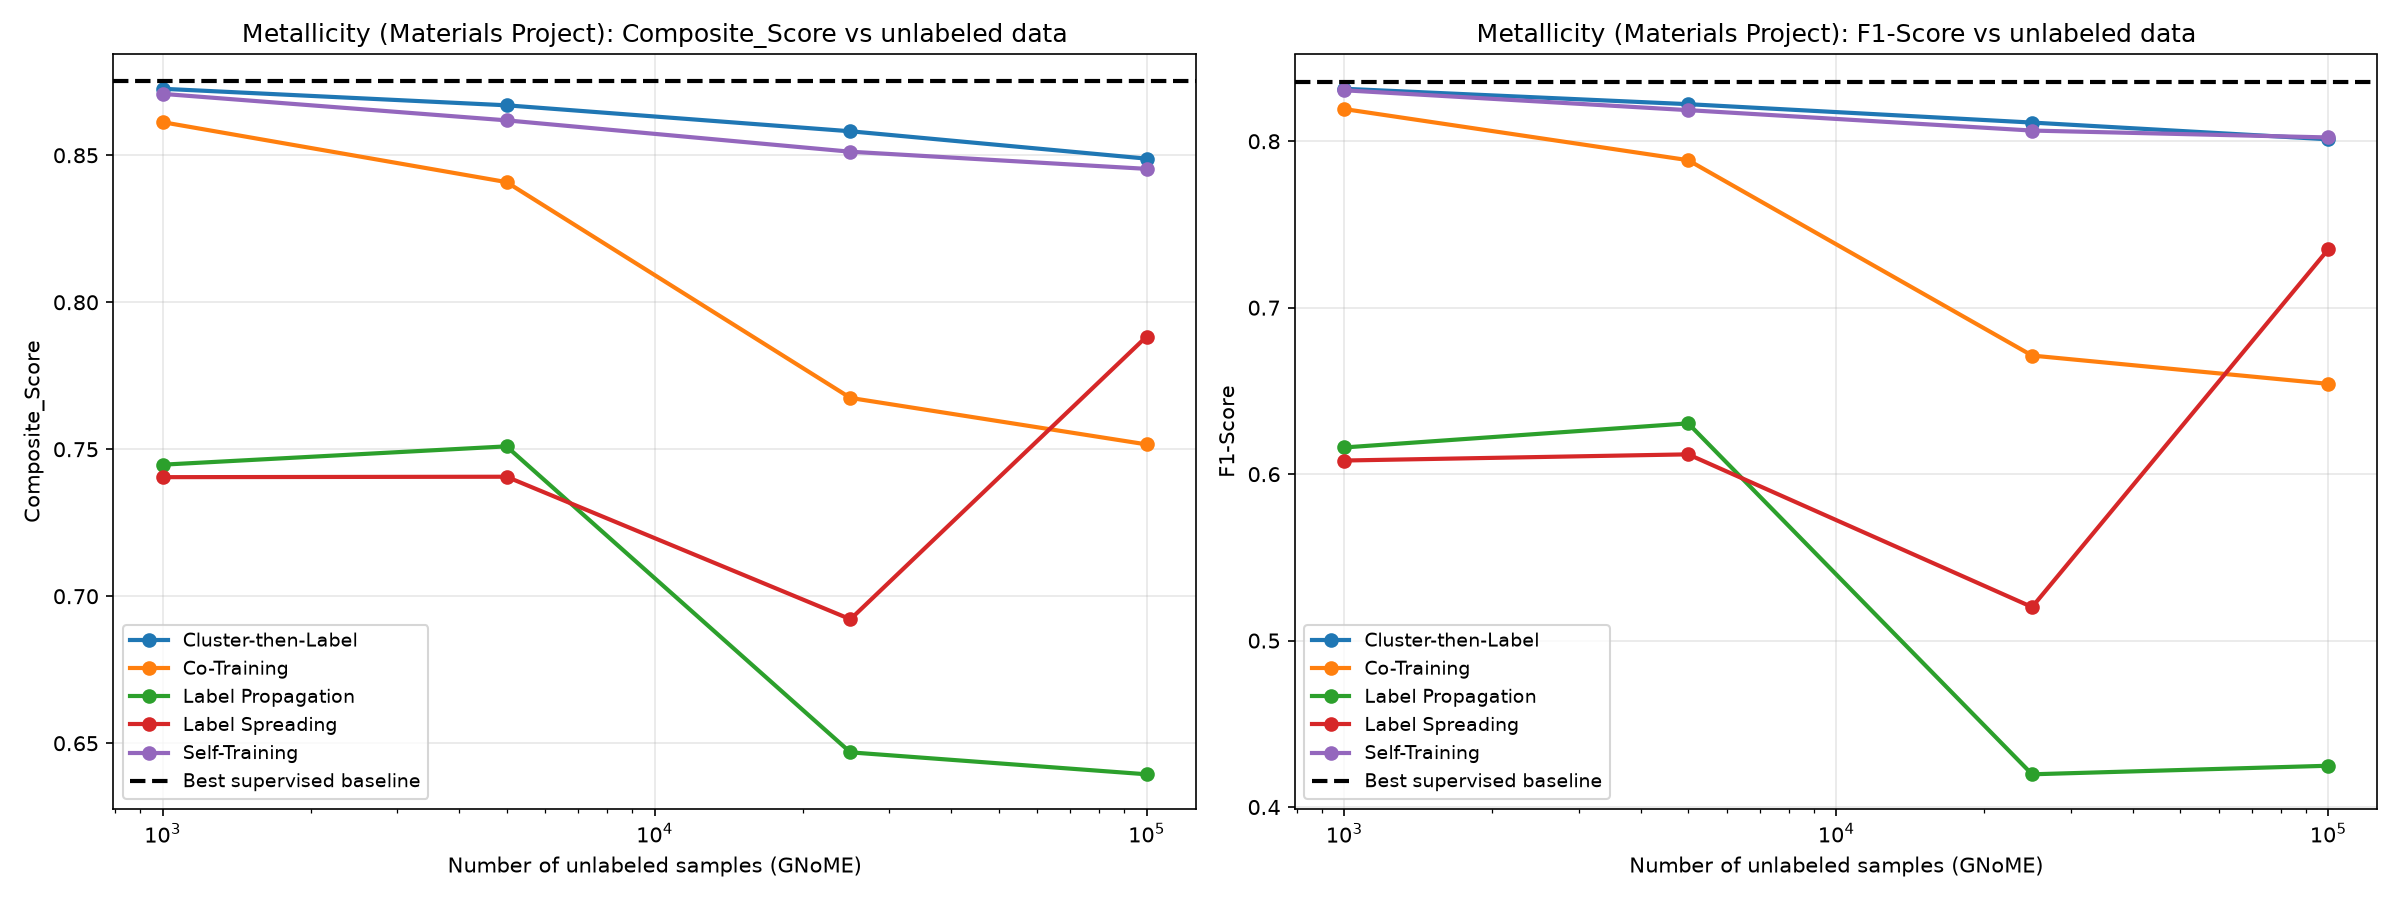 Metallicity (Materials Project): Composite_Score vs unlabeled data
Composite_Score
0.85
0.80
0.75
0.70
0.65
Cluster-then-Label
Co-Training
Label Propagation
Label Spreading
Self-Training
Best supervised baseline
10³
10⁴
10⁵
Number of unlabeled samples (GNoME)
Metallicity (Materials Project): F1-Score vs unlabeled data
F1-Score
0.8
0.7
0.6
0.5
0.4
Cluster-then-Label
Co-Training
Label Propagation
Label Spreading
Self-Training
Best supervised baseline
10³
10⁴
10⁵
Number of unlabeled samples (GNoME)